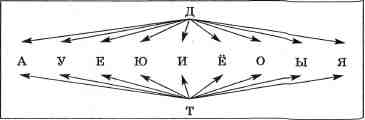 Д
А У Е Ю И Ё О Ы Я
Т